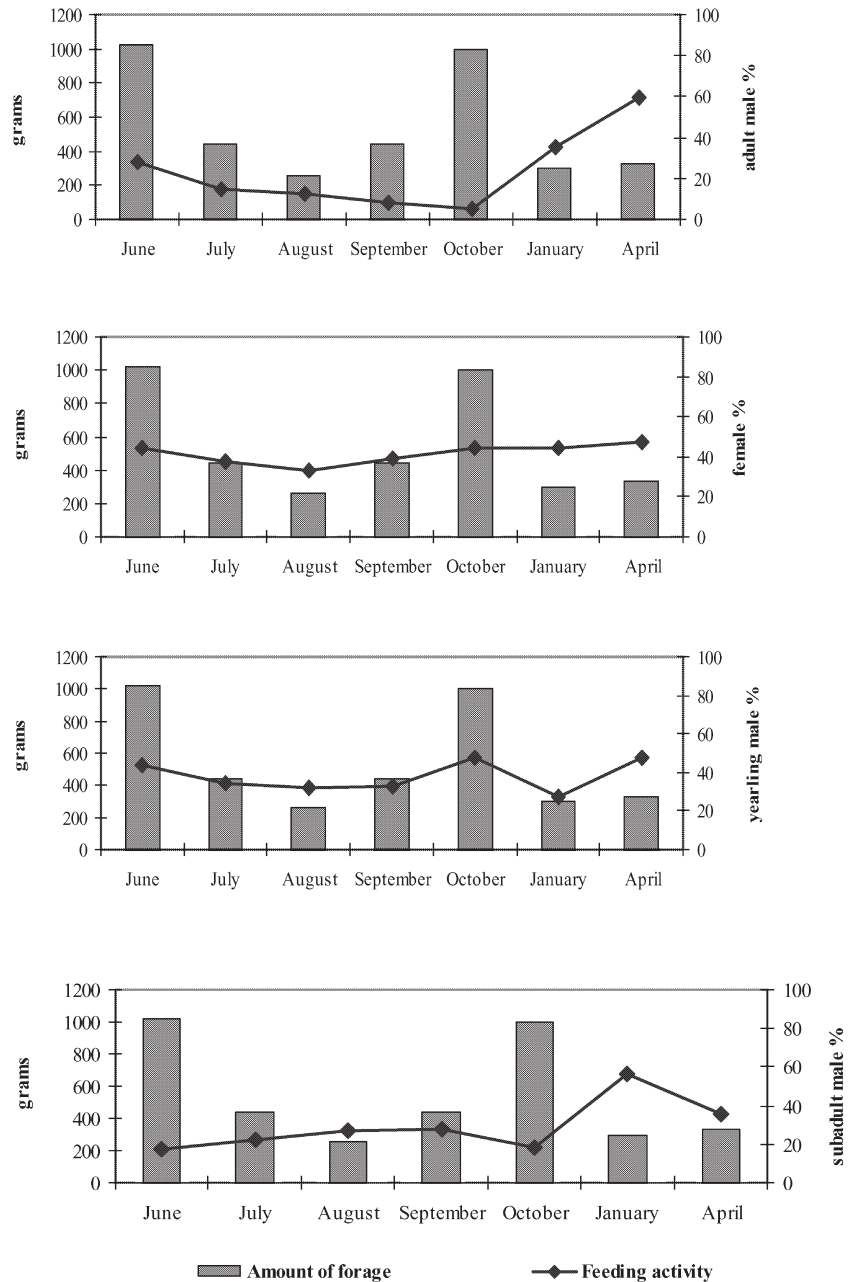 1200 100
1000 80
800 60
600 40
400 20
200 0
0
grams
adult male %
June July August September October January April
1200 100
1000 80
800 60
600 40
400 20
200 0
0
grams
female %
June July August September October January April
1200 100
1000 80
800 60
600 40
400 20
200 0
0
grams
yearling male %
June July August September October January April
1200 100
1000 80
800 60
600 40
400 20
200 0
0
grams
subadult male %
June July August September October January April
Amount of forage Feeding activity